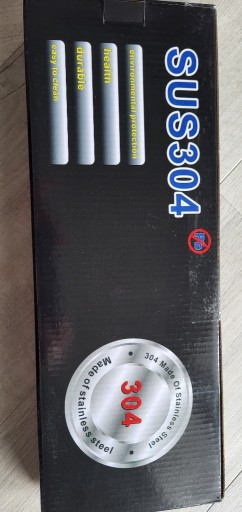 SUS304
environmental protection
health
durable
easy to clean
304 Made Of Stainless Steel
304
Made of stainless steel